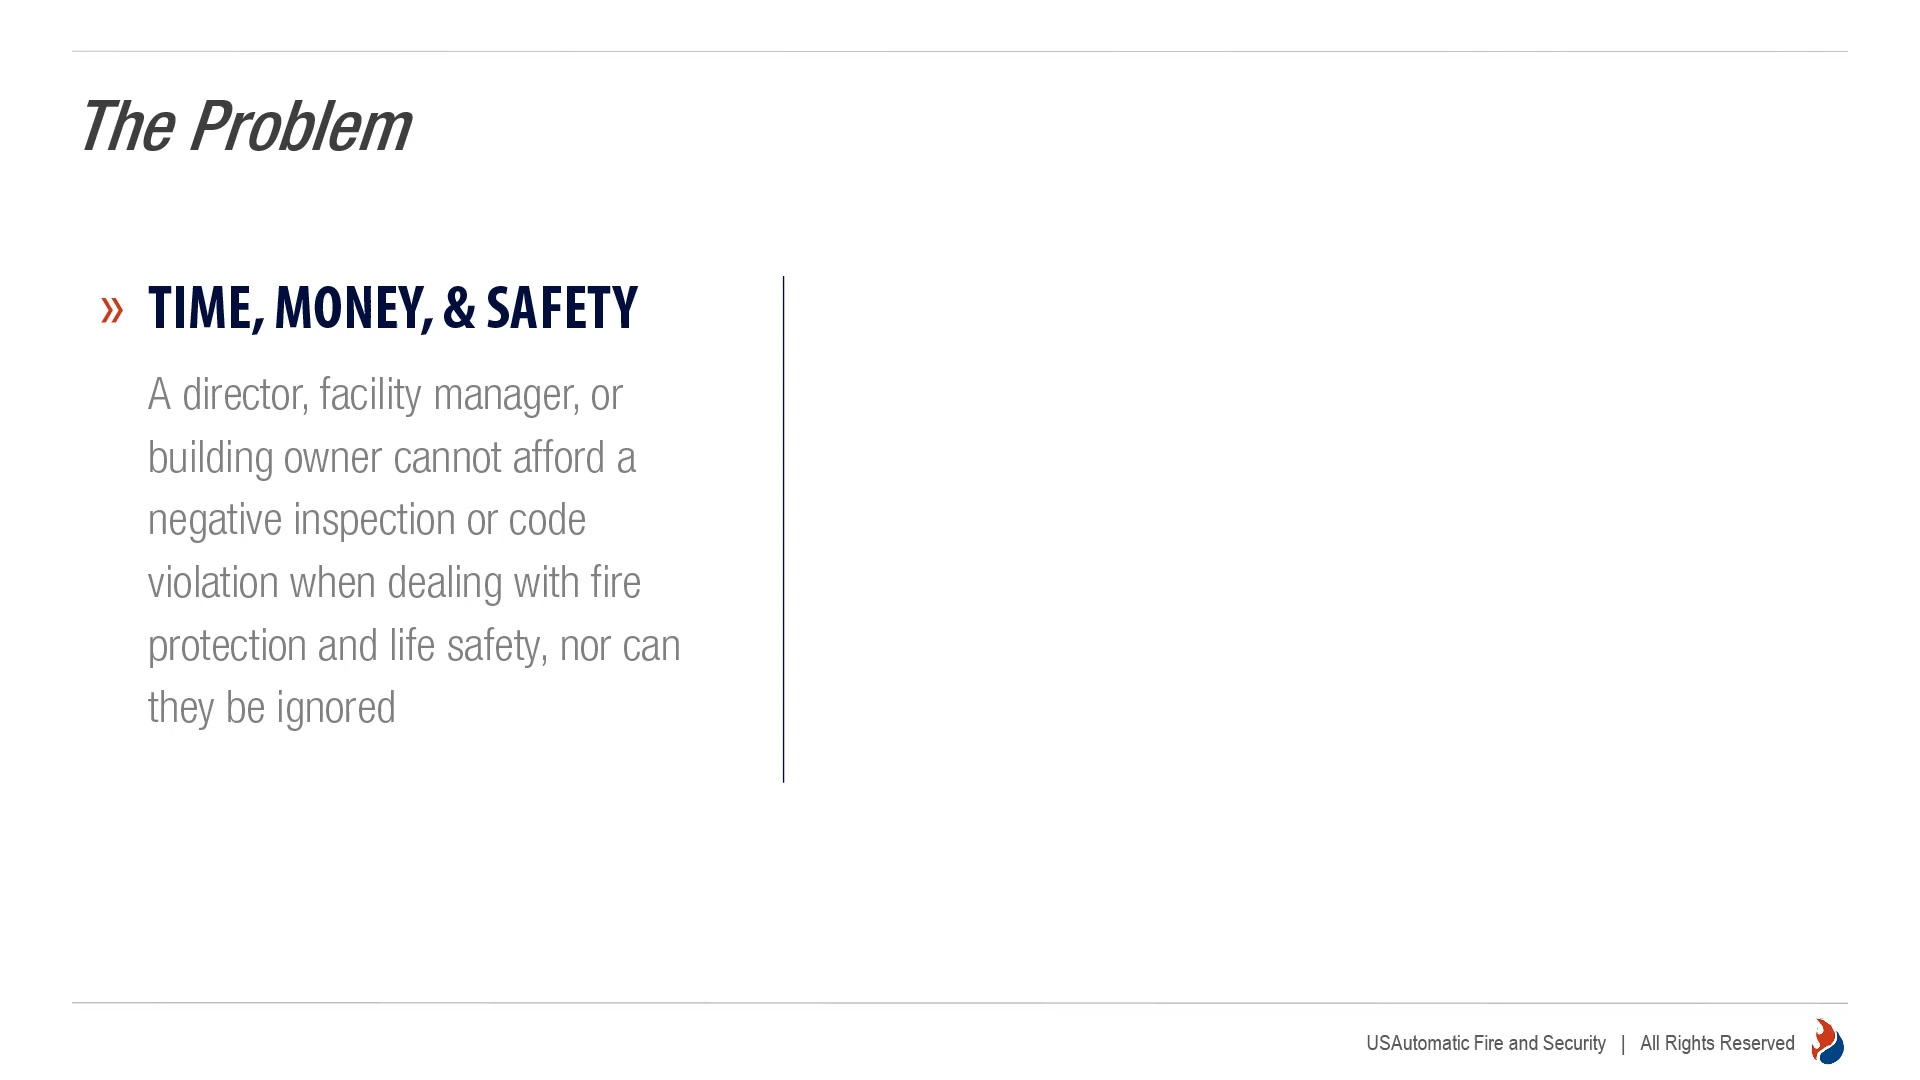 The Problem
» TIME, MONEY, & SAFETY
A director, facility manager, or
building owner cannot afford a
negative inspection or code
violation when dealing with fire
protection and life safety, nor can
they be ignored
USAutomatic Fire and Security | All Rights Reserved